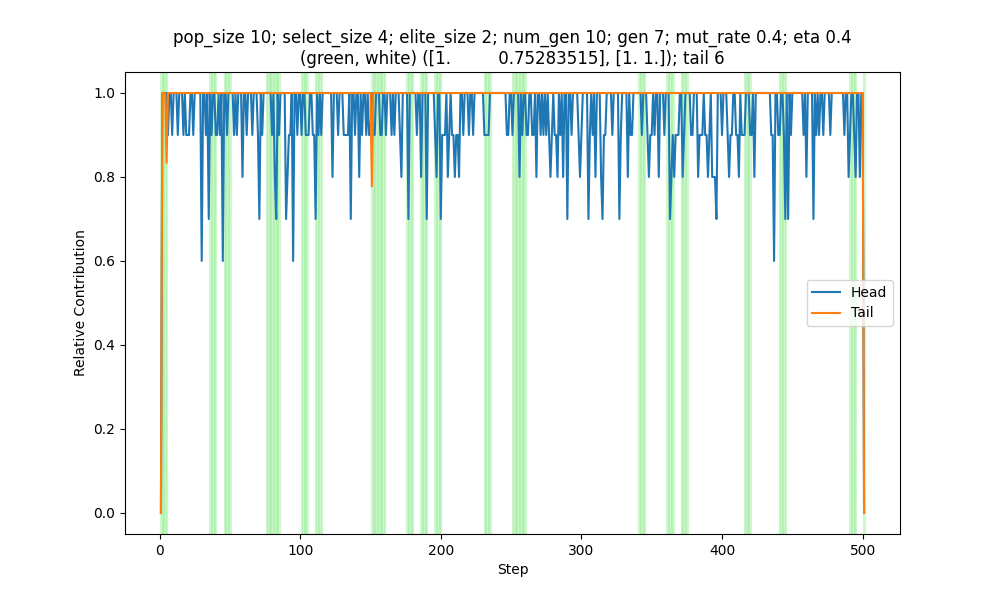 pop_size 10; select_size 4; elite_size 2; num_gen 10; gen 7; mut_rate 0.4; eta 0.4
(green, white) ([1. 0.75283515], [1. 1.]); tail 6
1.0
0.8
0.6
0.4
0.2
0.0
Relative Contribution
Head
Tail
0 100 200 300 400 500
Step